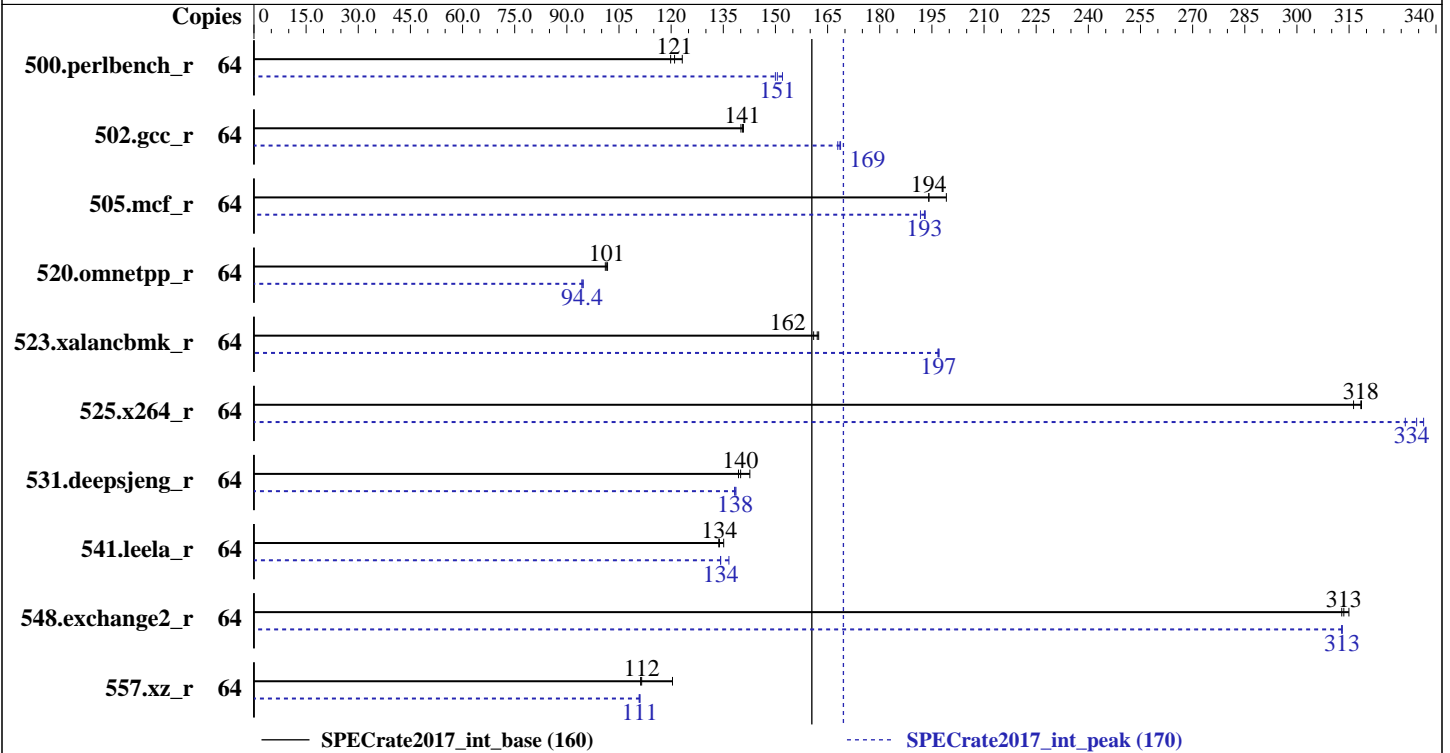 Copies 0 15.0 30.0 45.0 60.0 75.0 90.0 105 120 150 165 180 195 210 225 240 255 270 285 300 315 340
500.perlbench_r 64 121
151
502.gcc_r 64 141
169
505.mcf_r 64 194
193
520.omnetpp_r 64 101
94.4
523.xalancbmk_r 64 162
197
525.x264_r 64 318
334
531.deepsjeng_r 64 140
138
541.leela_r 64 134
134
548.exchange2_r 64 313
313
557.xz_r 64 112
111
SPECrate2017_int_base (160) SPECrate2017_int_peak (170)